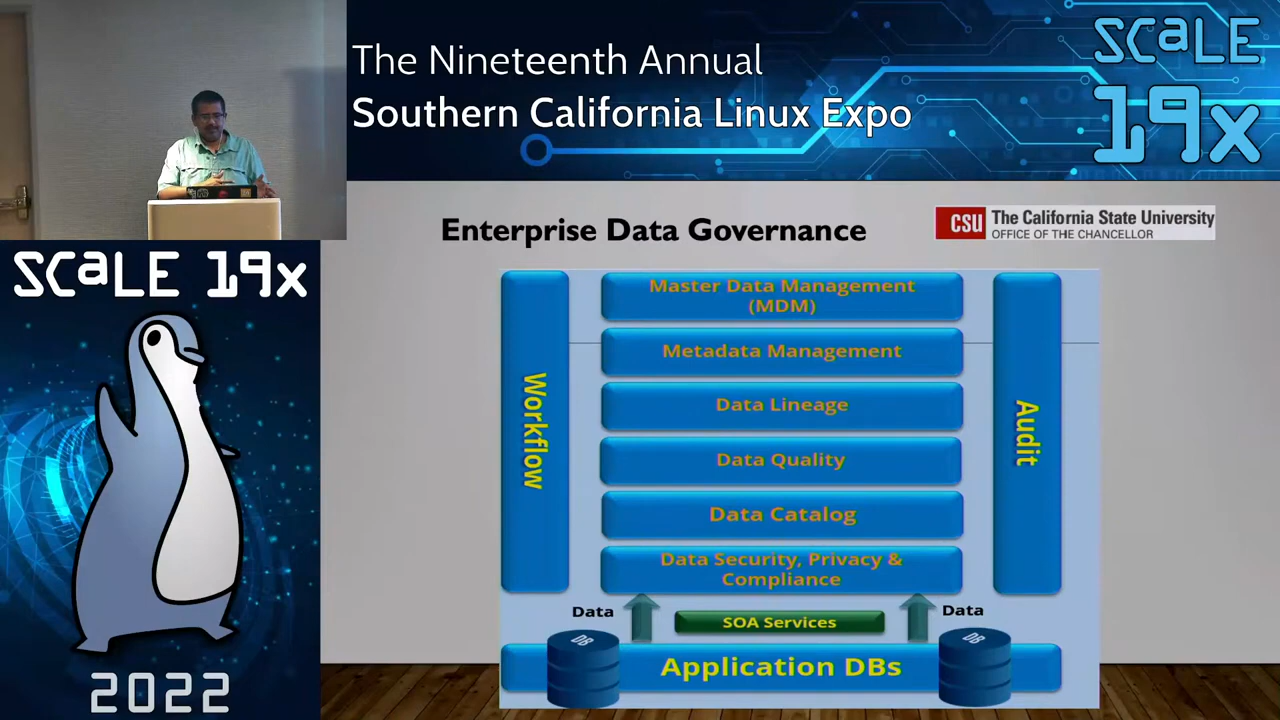 The Nineteenth Annual
Southern California Linux Expo
SCaLE
19x
SCaLE 19x
2022
Enterprise Data Governance
CSU The California State University
OFFICE OF THE CHANCELLOR
Workflow
Master Data Management
(MDM)
Metadata Management
Data Lineage
Data Quality
Data Catalog
Data Security, Privacy &
Compliance
Audit
Data
SOA Services
Data
DB
Application DBs
DB